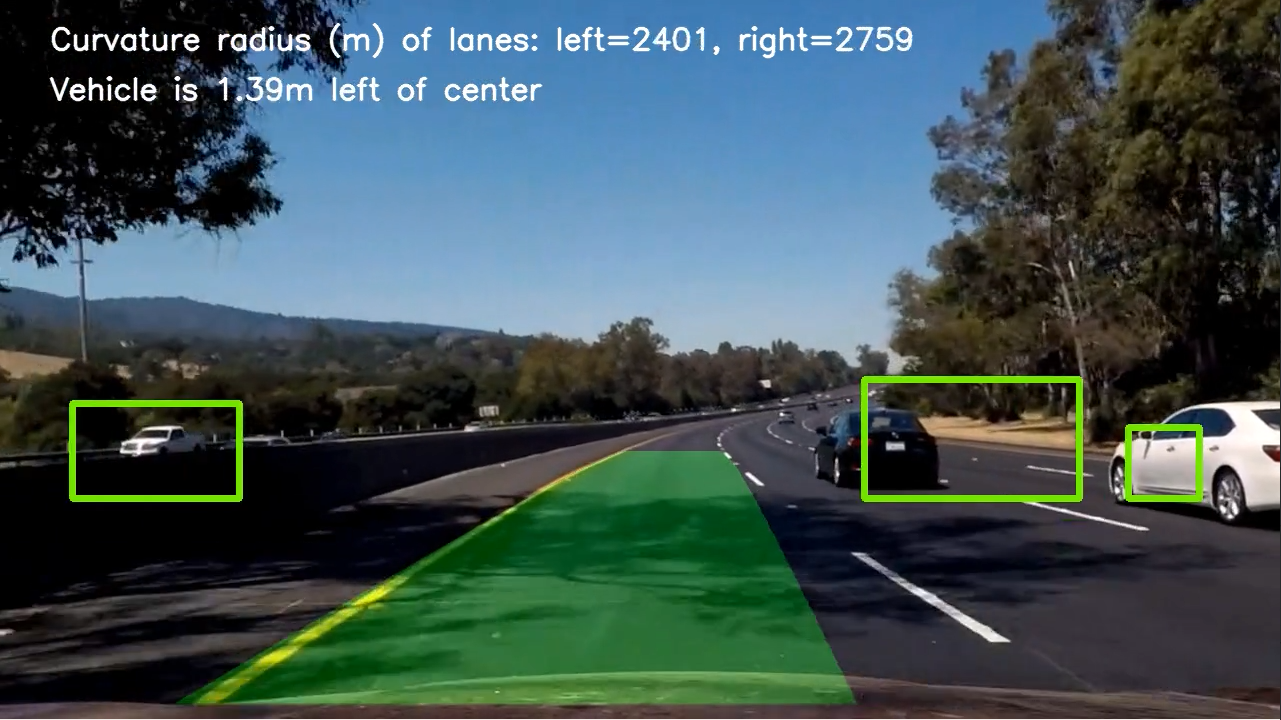 Curvature radius (m) of lanes: left=2401, right=2759
Vehicle is 1.39m left of center